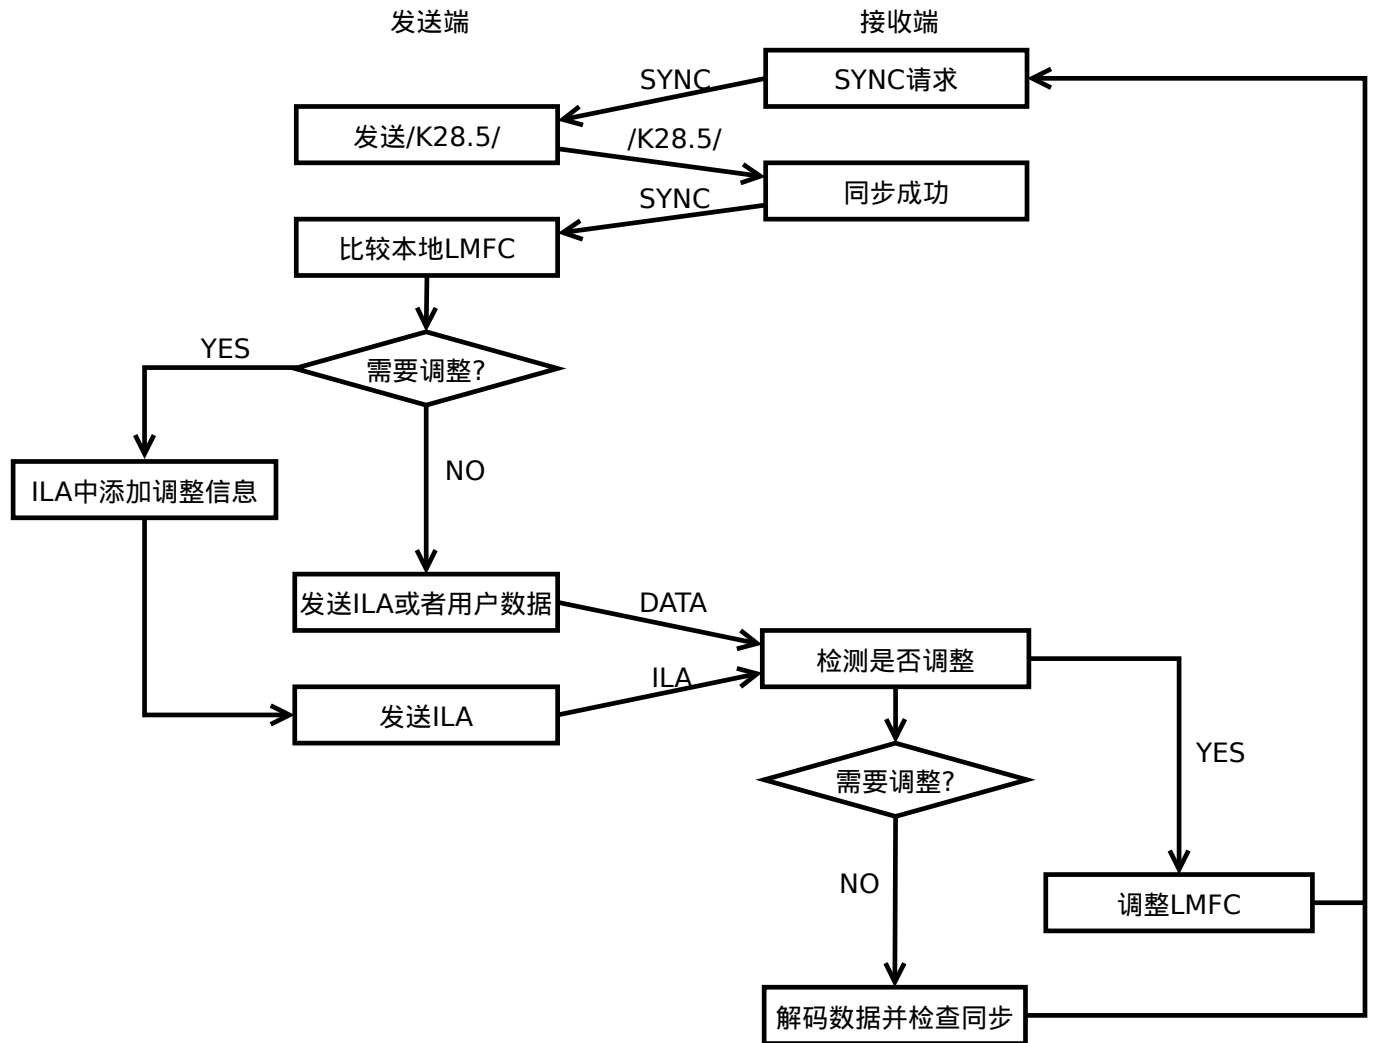 发送端
接收端
SYNC请求
SYNC
发送/K28.5/
/K28.5/
同步成功
SYNC
比较本地LMFC
需要调整?
YES
NO
ILA中添加调整信息
发送ILA或者用户数据
DATA
检测是否调整
ILA
发送ILA
需要调整?
YES
NO
调整LMFC
解码数据并检查同步